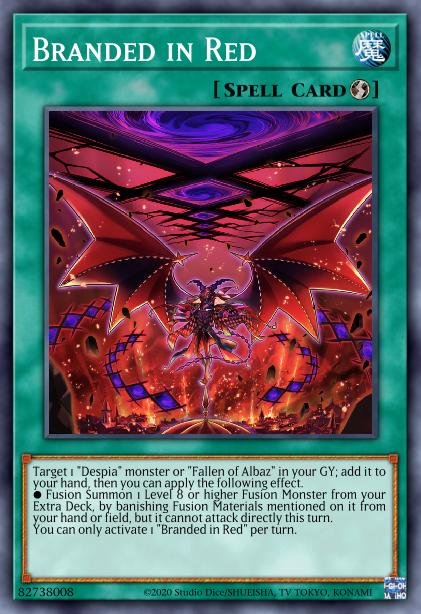 BRANDED IN RED
SPELL
魔
[SPELL CARD]
Target 1 "Despia" monster or "Fallen of Albaz" in your GY; add it to
your hand, then you can apply the following effect.
● Fusion Summon 1 Level 8 or higher Fusion Monster from your
Extra Deck, by banishing Fusion Materials mentioned on it from
your hand or field, but it cannot attack directly this turn.
You can only activate 1 "Branded in Red" per turn.
82738008
©2020 Studio Dice/SHUEISHA, TV TOKYO, KONAMI